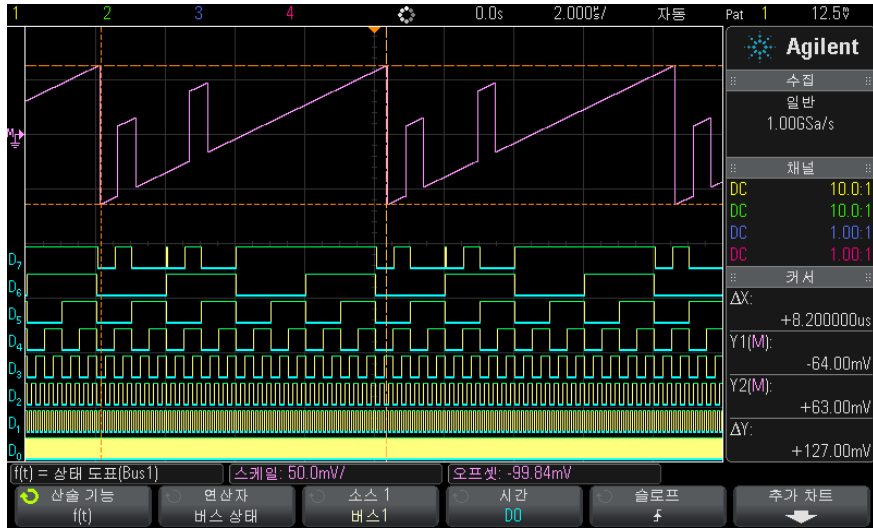 1 2 3 4 0.0s 2.000㎲/ 자동 Pat 1 12.5V
Agilent
수집
일반
1.00GSa/s
채널
DC 10.0:1
DC 10.0:1
DC 1.00:1
DC 1.00:1
커서
ΔX:
+8.200000us
Y1(M):
-64.00mV
Y2(M):
+63.00mV
ΔY:
+127.00mV
M
D7
D6
D5
D4
D3
D2
D1
D0
f(t) = 상태 도표(Bus1) 스케일: 50.0mV/ 오프셋: -99.84mV
산술 기능 연산자 소스 1 시간 슬로프 추가 차트
f(t) 버스 상태 버스1 D0